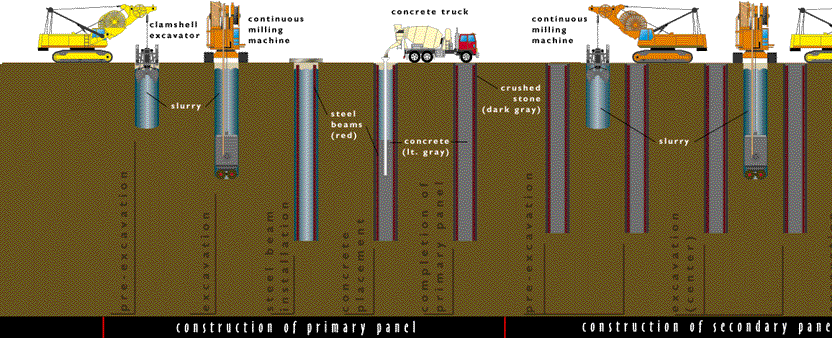 clamshell
excavator
continuous
milling
machine
concrete truck
continuous
milling
machine
slurry
steel
beams
(red)
concrete
(lt. gray)
crushed
stone
(dark gray)
slurry
pre-excavation
excavation
steel beam
installation
concrete
placement
completion of
primary panel
pre-excavation
excavation
(center)
construction of primary panel
construction of secondary pane